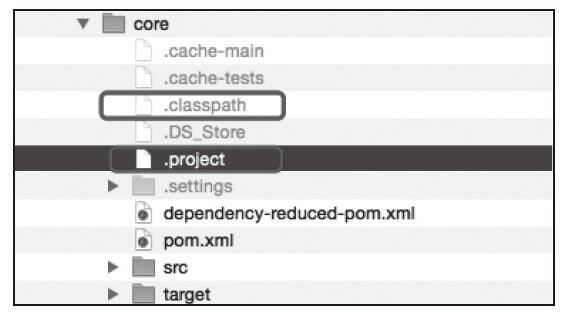 core
.cache-main
.cache-tests
.classpath
.DS_Store
.project
.settings
dependency-reduced-pom.xml
pom.xml
src
target